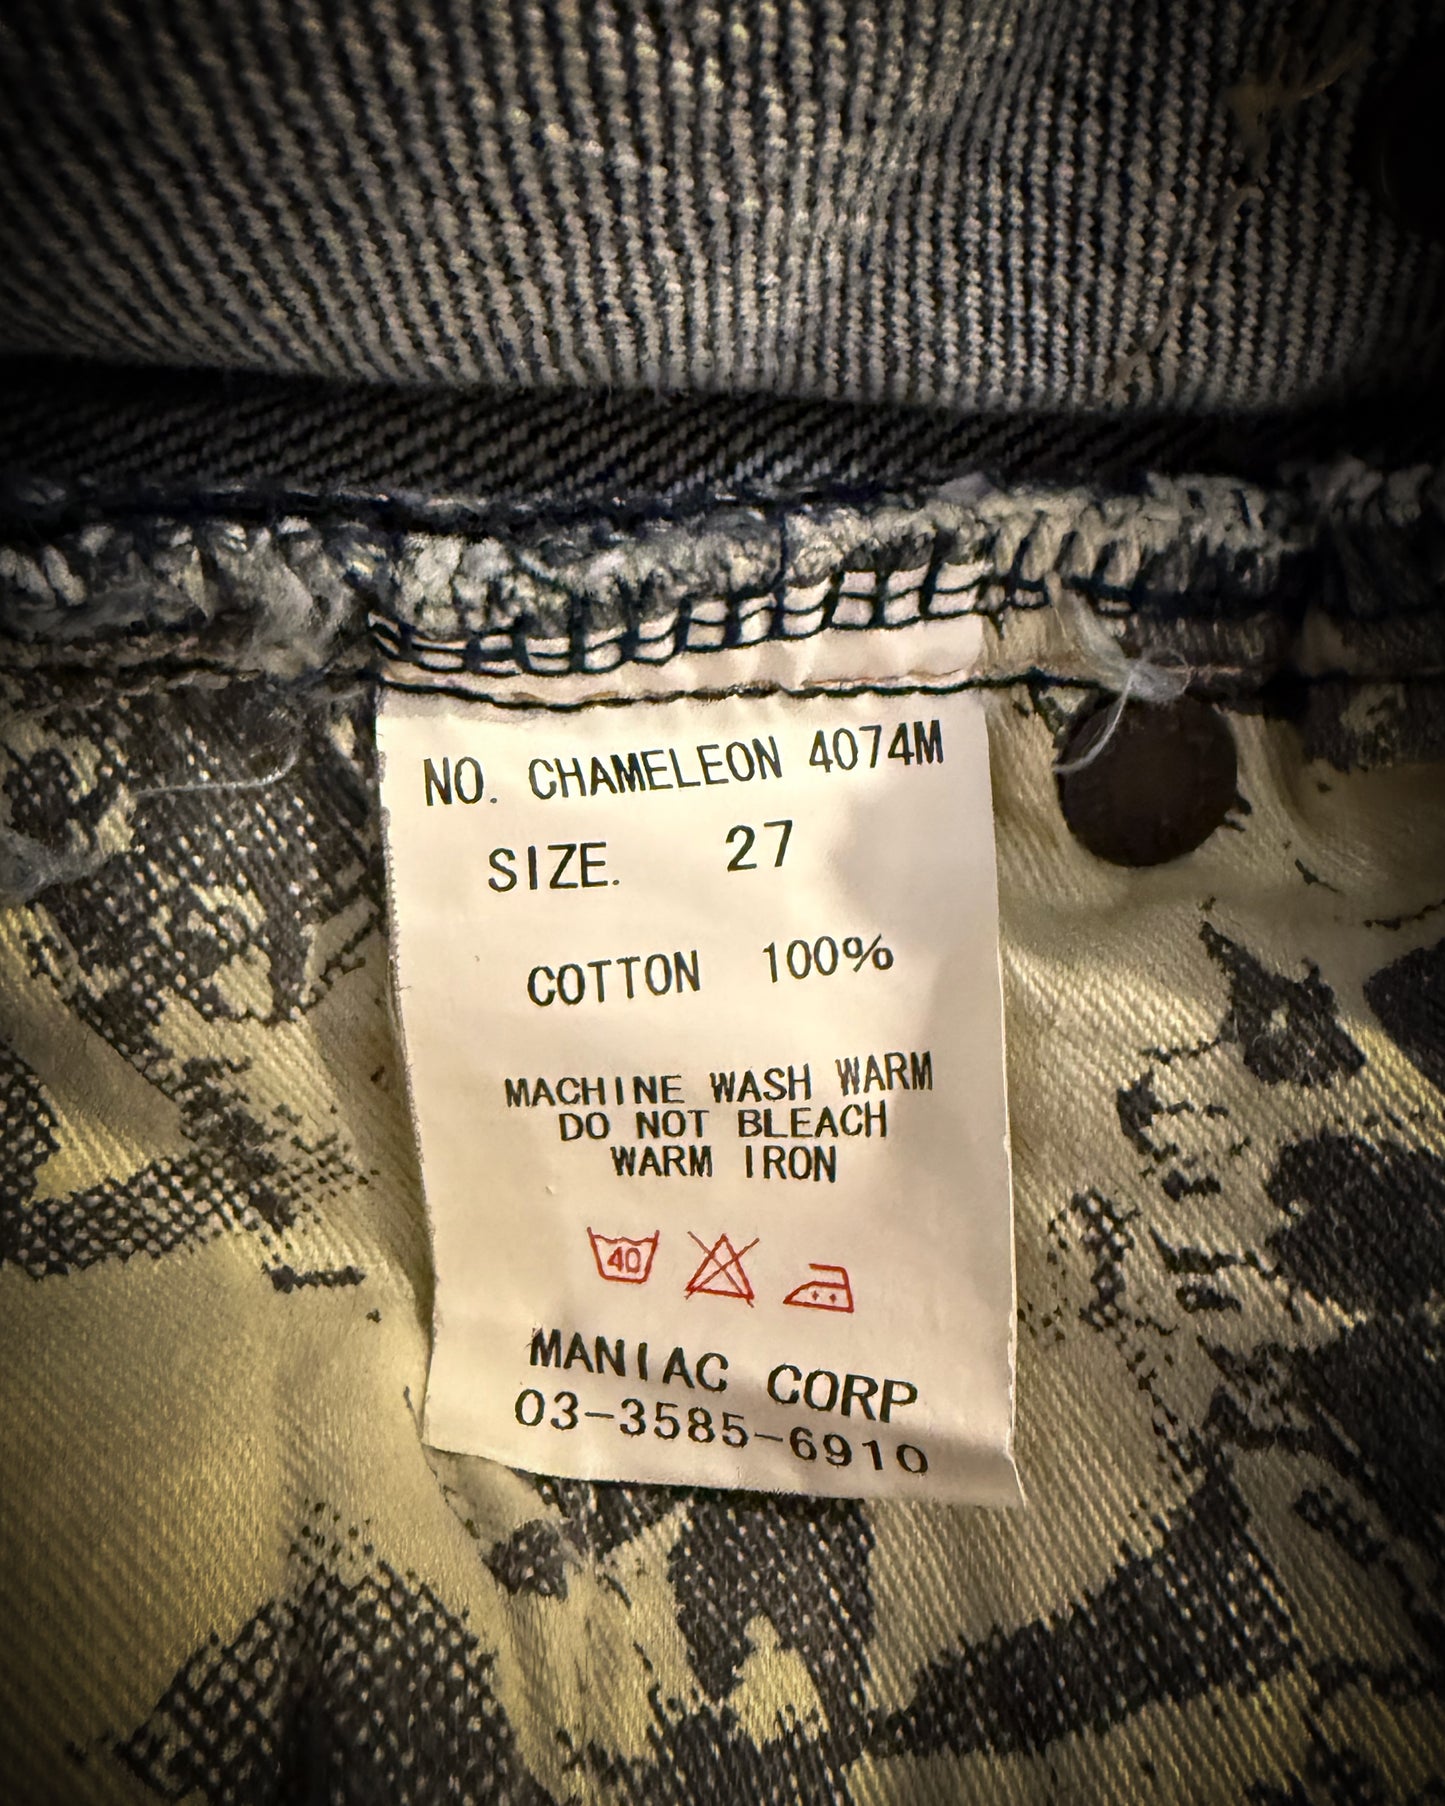 NO. CHAMELEON 4074M
SIZE. 27
COTTON 100%
MACHINE WASH WARM
DO NOT BLEACH
WARM IRON
40
MANIAC CORP
03-3585-6910